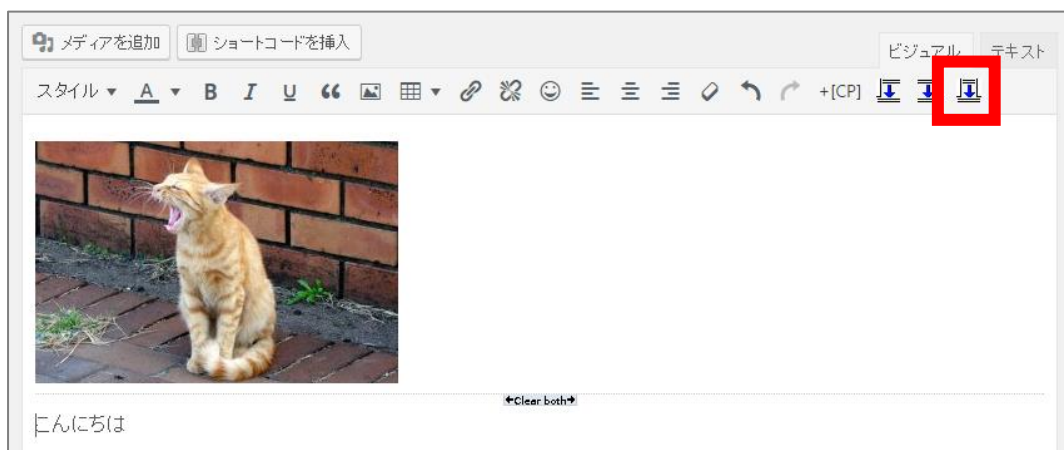 メディアを追加 ショートコードを挿入
ビジュアル テキスト
スタイル A B I U +[CP]
←Clear both→
こんにちは